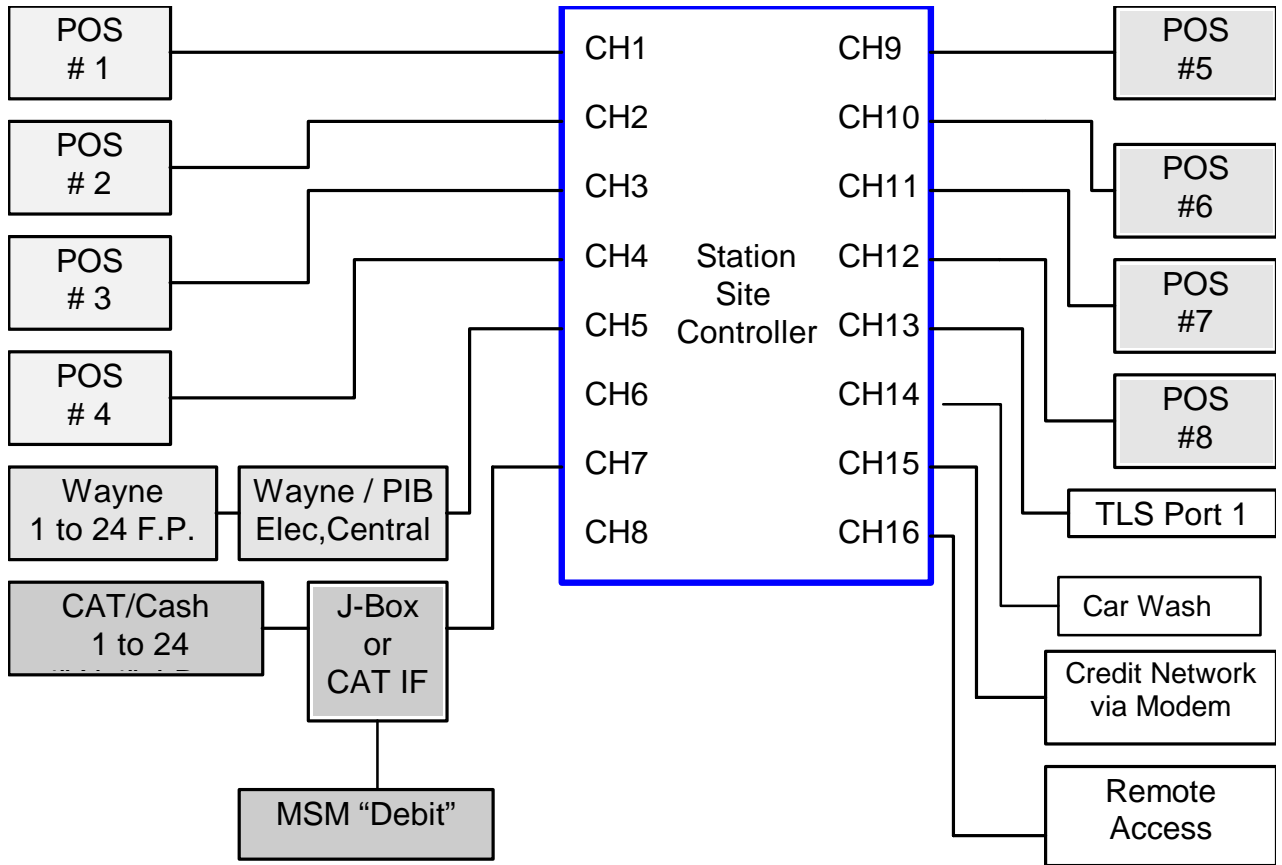 POS
# 1
POS
# 2
POS
# 3
POS
# 4
Wayne
1 to 24 F.P.
Wayne / PIB
Elec,Central
CAT/Cash
1 to 24
J-Box
or
CAT IF
MSM “Debit”
CH1
CH2
CH3
CH4
CH5
CH6
CH7
CH8
Station
Site
Controller
CH9
CH10
CH11
CH12
CH13
CH14
CH15
CH16
POS
#5
POS
#6
POS
#7
POS
#8
TLS Port 1
Car Wash
Credit Network
via Modem
Remote
Access